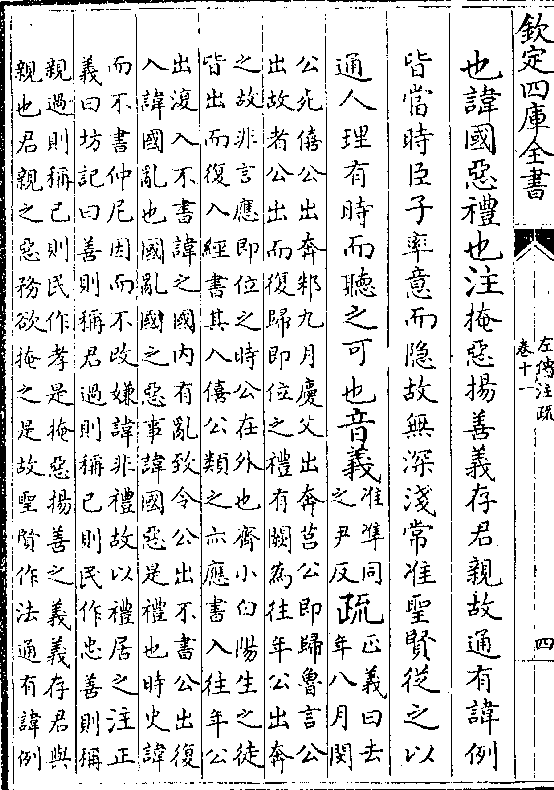 欽定四庫全書
左傳注疏
卷十一
四
也諱國惡禮也注掩惡揚善義存君親故通有諱例
皆當時臣子率意而隐故無深淺常准聖賢從之以
通人理有時而聽之可也音義准準同之尹反疏正義曰去年八月閔
公死僖公出奔邾九月慶父出奔莒公即歸魯言公
出故者公出而復歸即位之禮有闕為往年公出奔
之故非言應即位之時公在外也齊小白陽生之徒
皆出而復入經書其入僖公類之亦應書入往年公
出復入不書諱之國内有亂致令公出不書公出復
入諱國亂也國亂國之惡事諱國惡是禮也時史諱
而不書仲尼因而不改嫌諱非禮故以禮居之注正
義曰坊記曰善則稱君過則稱己則民作忠善則稱
親過則稱己則民作孝是掩惡揚善之義義存君與
親也君親之惡務欲掩之是故聖賢作法通有諱例